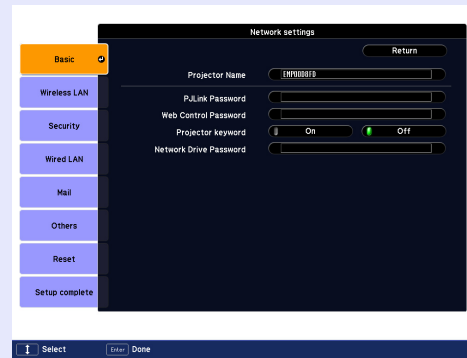 Network settings
Return
Basic
Projector Name EMP00D8FD
Wireless LAN
PJLink Password
Web Control Password
Security
Projector keyword On Off
Network Drive Password
Wired LAN
Mail
Others
Reset
Setup complete
Select Enter Done